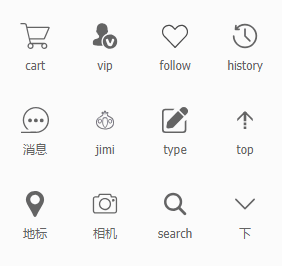 cart
vip
follow
history
消息
jimi
type
top
地标
相机
search
下